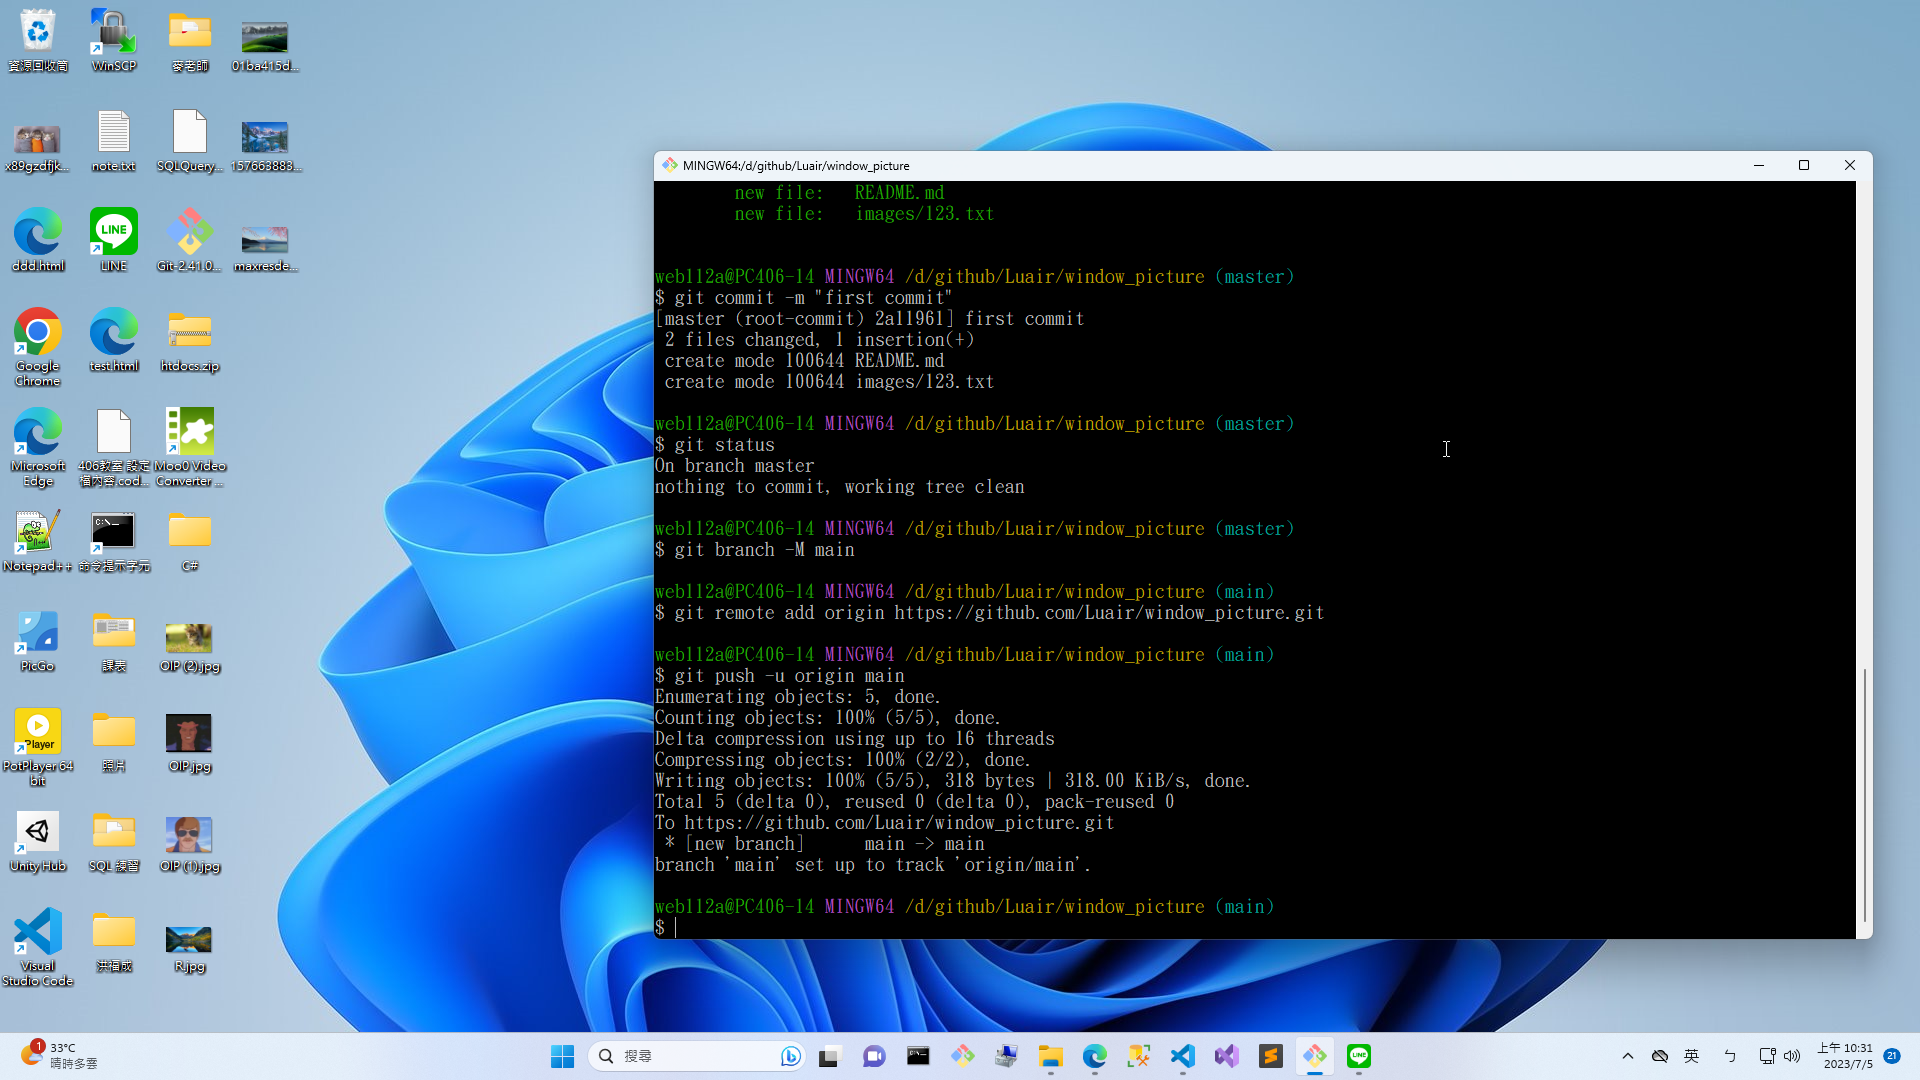 資源回收筒
WinSCP
麥老師
01ba415d...
x89gzdfjk...
note.txt
SQLQuery...
157663883...
ddd.html
LINE
Git-2.41.0...
maxresde...
Google
Chrome
test.html
htdocs.zip
Microsoft
Edge
406教室 設定
檔內容.cod...
Moo0 Video
Converter ...
Notepad++
命令提示字元
C#
PicGo
課表
OIP (2).jpg
Player
PotPlayer 64
bit
照片
OIP.jpg
Unity Hub
SQL 練習
OIP (1).jpg
Visual
Studio Code
洪福成
R.jpg
MINGW64:/d/github/Luair/window_picture
new file:   README.md
new file:   images/123.txt
web112a@PC406-14 MINGW64 /d/github/Luair/window_picture (master)
$ git commit -m "first commit"
[master (root-commit) 2a11961] first commit
2 files changed, 1 insertion(+)
create mode 100644 README.md
create mode 100644 images/123.txt
web112a@PC406-14 MINGW64 /d/github/Luair/window_picture (master)
$ git status
On branch master
nothing to commit, working tree clean
web112a@PC406-14 MINGW64 /d/github/Luair/window_picture (master)
$ git branch -M main
web112a@PC406-14 MINGW64 /d/github/Luair/window_picture (main)
$ git remote add origin https://github.com/Luair/window_picture.git
web112a@PC406-14 MINGW64 /d/github/Luair/window_picture (main)
$ git push -u origin main
Enumerating objects: 5, done.
Counting objects: 100% (5/5), done.
Delta compression using up to 16 threads
Compressing objects: 100% (2/2), done.
Writing objects: 100% (5/5), 318 bytes | 318.00 KiB/s, done.
Total 5 (delta 0), reused 0 (delta 0), pack-reused 0
To https://github.com/Luair/window_picture.git
* [new branch]      main -> main
branch 'main' set up to track 'origin/main'.
web112a@PC406-14 MINGW64 /d/github/Luair/window_picture (main)
$
1
33°C
晴時多雲
搜尋
英
ㄅ
上午 10:31
2023/7/5
21